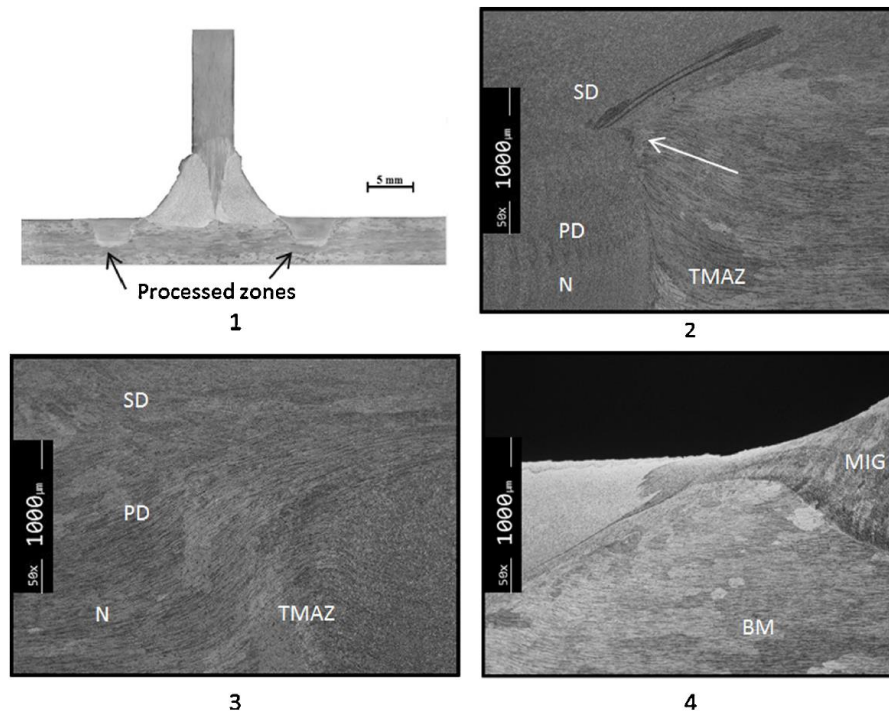 5 mm
Processed zones
1
SD
PD
N
TMAZ
50x 1000µm
2
SD
PD
N
TMAZ
50x 1000µm
3
MIG
BM
50x 1000µm
4